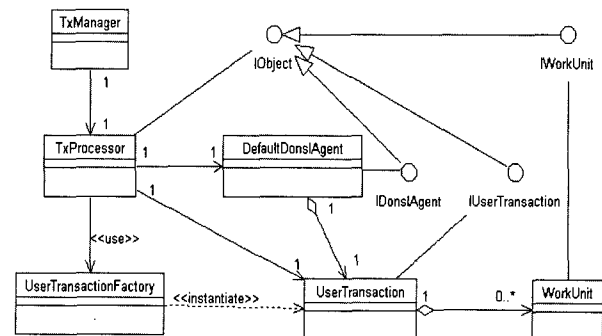 TxManager
IObject
IWorkUnit
1
1
TxProcessor
1
1
DefaultDonslAgent
1
1
IDonslAgent
IUserTransaction
<<use>>
1
1
UserTransactionFactory
<<instantiate>>
UserTransaction
1
0..*
WorkUnit